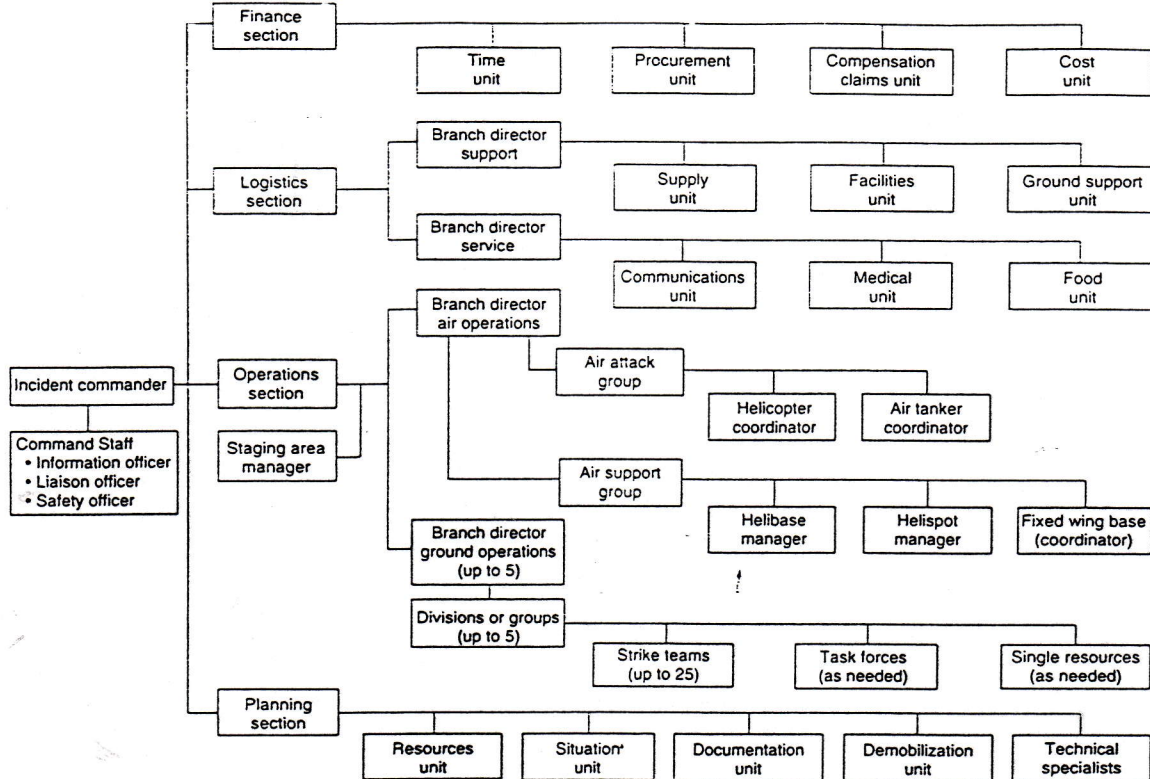 Finance
section
Time
unit
Procurement
unit
Compensation
claims unit
Cost
unit
Branch director
support
Logistics
section
Supply
unit
Facilities
unit
Ground support
unit
Branch director
service
Communications
unit
Medical
unit
Food
unit
Branch director
air operations
Incident commander
Operations
section
Air attack
group
Helicopter
coordinator
Air tanker
coordinator
Command Staff
• Information officer
• Liaison officer
• Safety officer
Staging area
manager
Air support
group
Helibase
manager
Helispot
manager
Fixed wing base
(coordinator)
Branch director
ground operations
(up to 5)
Divisions or groups
(up to 5)
Strike teams
(up to 25)
Task forces
(as needed)
Single resources
(as needed)
Planning
section
Resources
unit
Situation
unit
Documentation
unit
Demobilization
unit
Technical
specialists